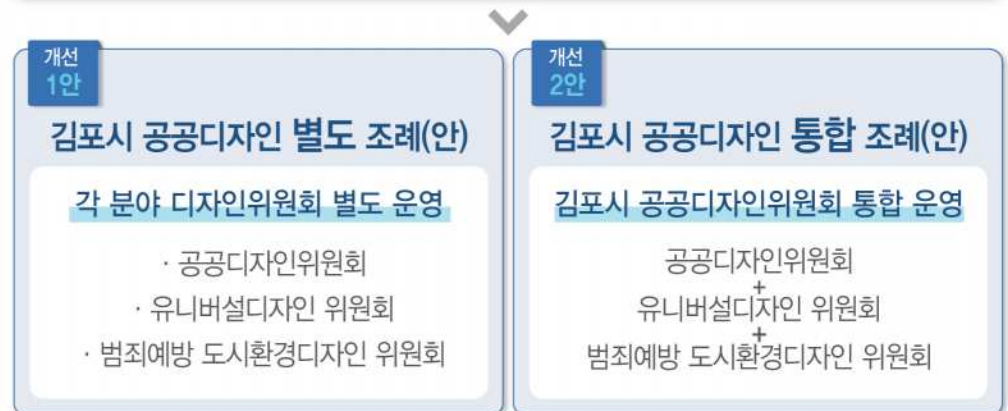 개선
1안
김포시 공공디자인 별도 조례(안)
각 분야 디자인위원회 별도 운영
· 공공디자인위원회
· 유니버설디자인 위원회
· 범죄예방 도시환경디자인 위원회
개선
2안
김포시 공공디자인 통합 조례(안)
김포시 공공디자인위원회 통합 운영
공공디자인위원회
+
유니버설디자인 위원회
+
범죄예방 도시환경디자인 위원회